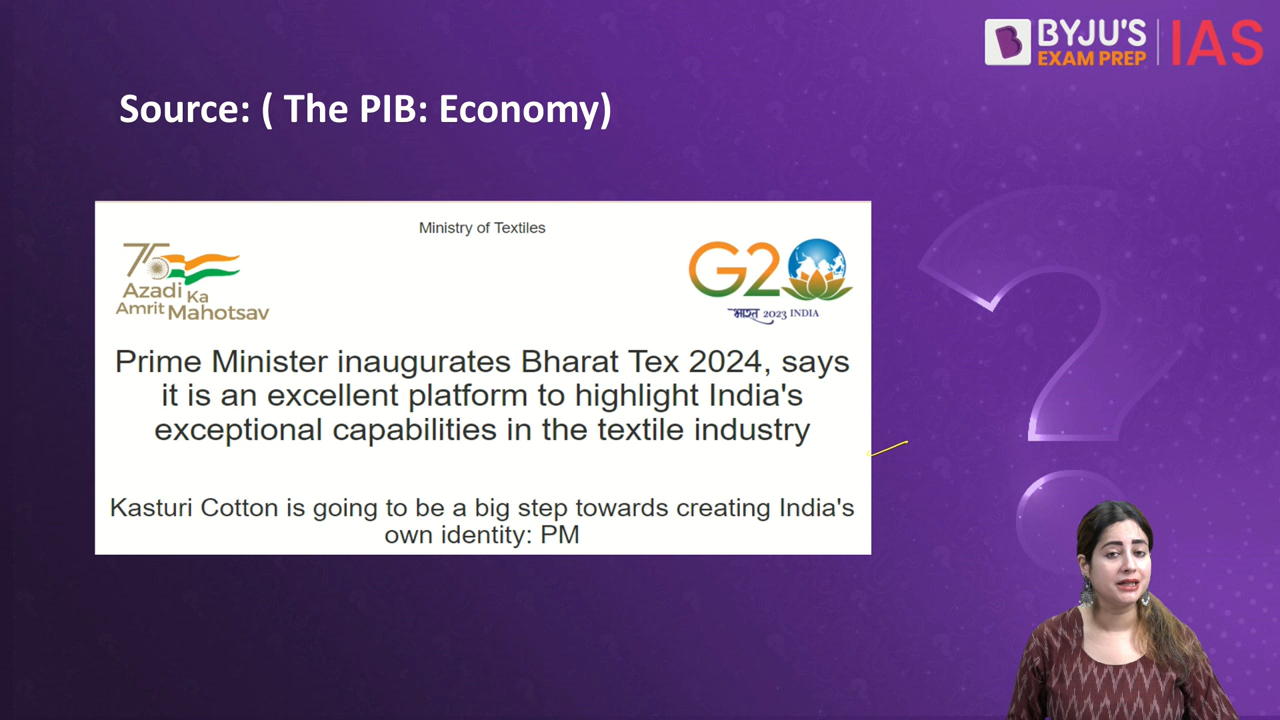 BYJU'S
EXAM PREP
IAS
Source: ( The PIB: Economy)
Ministry of Textiles
75
Azadi Ka
Amrit Mahotsav
G20
भारत 2023 INDIA
Prime Minister inaugurates Bharat Tex 2024, says
it is an excellent platform to highlight India's
exceptional capabilities in the textile industry
Kasturi Cotton is going to be a big step towards creating India's
own identity: PM